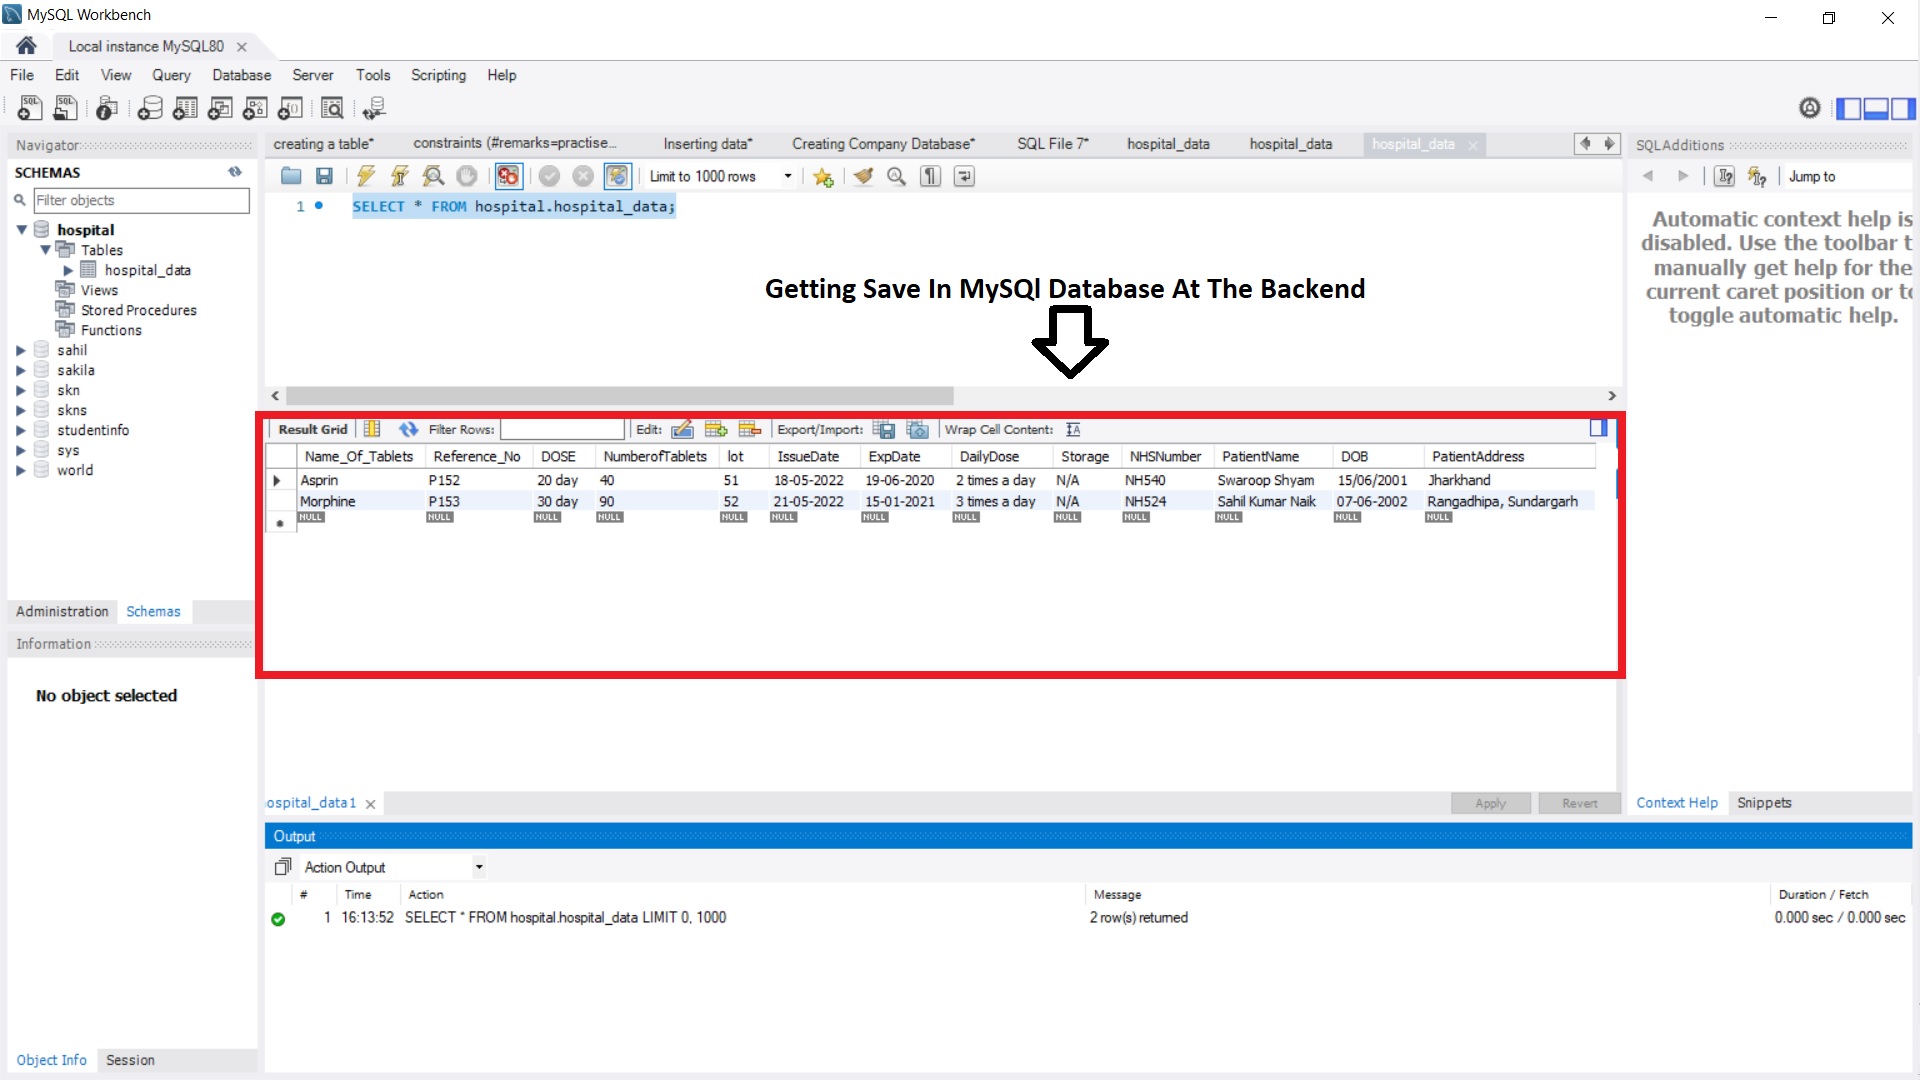 MySQL Workbench
Local instance MySQL80
File Edit View Query Database Server Tools Scripting Help
Navigator
SCHEMAS
Filter objects
hospital
Tables
hospital_data
Views
Stored Procedures
Functions
sahil
sakila
skn
skns
studentinfo
sys
world
Administration Schemas
Information
No object selected
Object Info Session
creating a table* constraints (#remarks=practise... Inserting data* Creating Company Database* SQL File 7* hospital_data hospital_data hospital_data
Limit to 1000 rows
1 SELECT * FROM hospital.hospital_data;
Getting Save In MySQl Database At The Backend
Result Grid Filter Rows: Edit: Export/Import: Wrap Cell Content:
Name_Of_Tablets Reference_No DOSE NumberofTablets lot IssueDate ExpDate DailyDose Storage NHSNumber PatientName DOB PatientAddress
Asprin P152 20 day 40 51 18-05-2022 19-06-2020 2 times a day N/A NH540 Swaroop Shyam 15/06/2001 Jharkhand
Morphine P153 30 day 90 52 21-05-2022 15-01-2021 3 times a day N/A NH524 Sahil Kumar Naik 07-06-2002 Rangadhipa, Sundargarh
NULL NULL NULL NULL NULL NULL NULL NULL NULL NULL NULL NULL NULL
ospital_data1 Apply Revert
Output
Action Output
# Time Action Message Duration / Fetch
1 16:13:52 SELECT * FROM hospital.hospital_data LIMIT 0, 1000 2 row(s) returned 0.000 sec / 0.000 sec
SQLAdditions
Jump to
Automatic context help is
disabled. Use the toolbar t
manually get help for the
current caret position or to
toggle automatic help.
Context Help Snippets